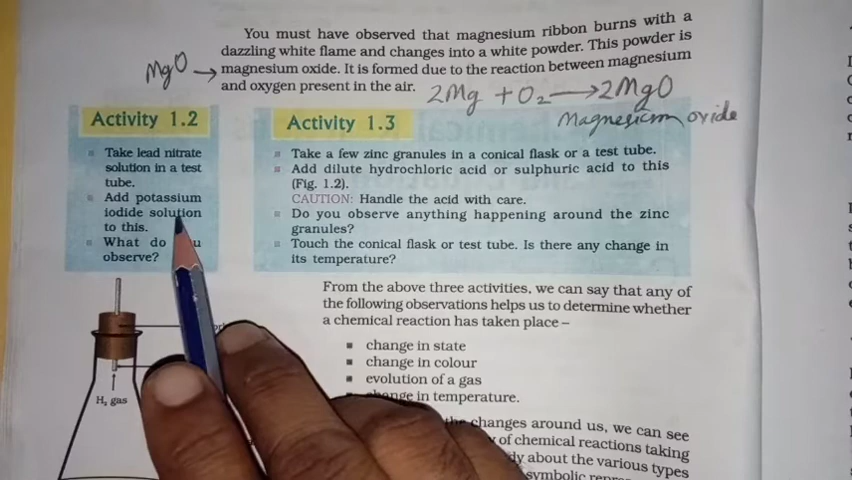 You must have observed that magnesium ribbon burns with a
dazzling white flame and changes into a white powder. This powder is
MgO → magnesium oxide. It is formed due to the reaction between magnesium
and oxygen present in the air.
2Mg + O₂ → 2MgO
Magnesium oxide
Activity 1.2
Take lead nitrate
solution in a test
tube.
Add potassium
iodide solution
to this.
What do
observe?
Activity 1.3
Take a few zinc granules in a conical flask or a test tube.
Add dilute hydrochloric acid or sulphuric acid to this
(Fig. 1.2).
CAUTION: Handle the acid with care.
Do you observe anything happening around the zinc
granules?
Touch the conical flask or test tube. Is there any change in
its temperature?
From the above three activities, we can say that any of
the following observations helps us to determine whether
a chemical reaction has taken place –
change in state
change in colour
evolution of a gas
change in temperature.
the changes around us, we can see
of chemical reactions taking
about the various types
H₂ gas